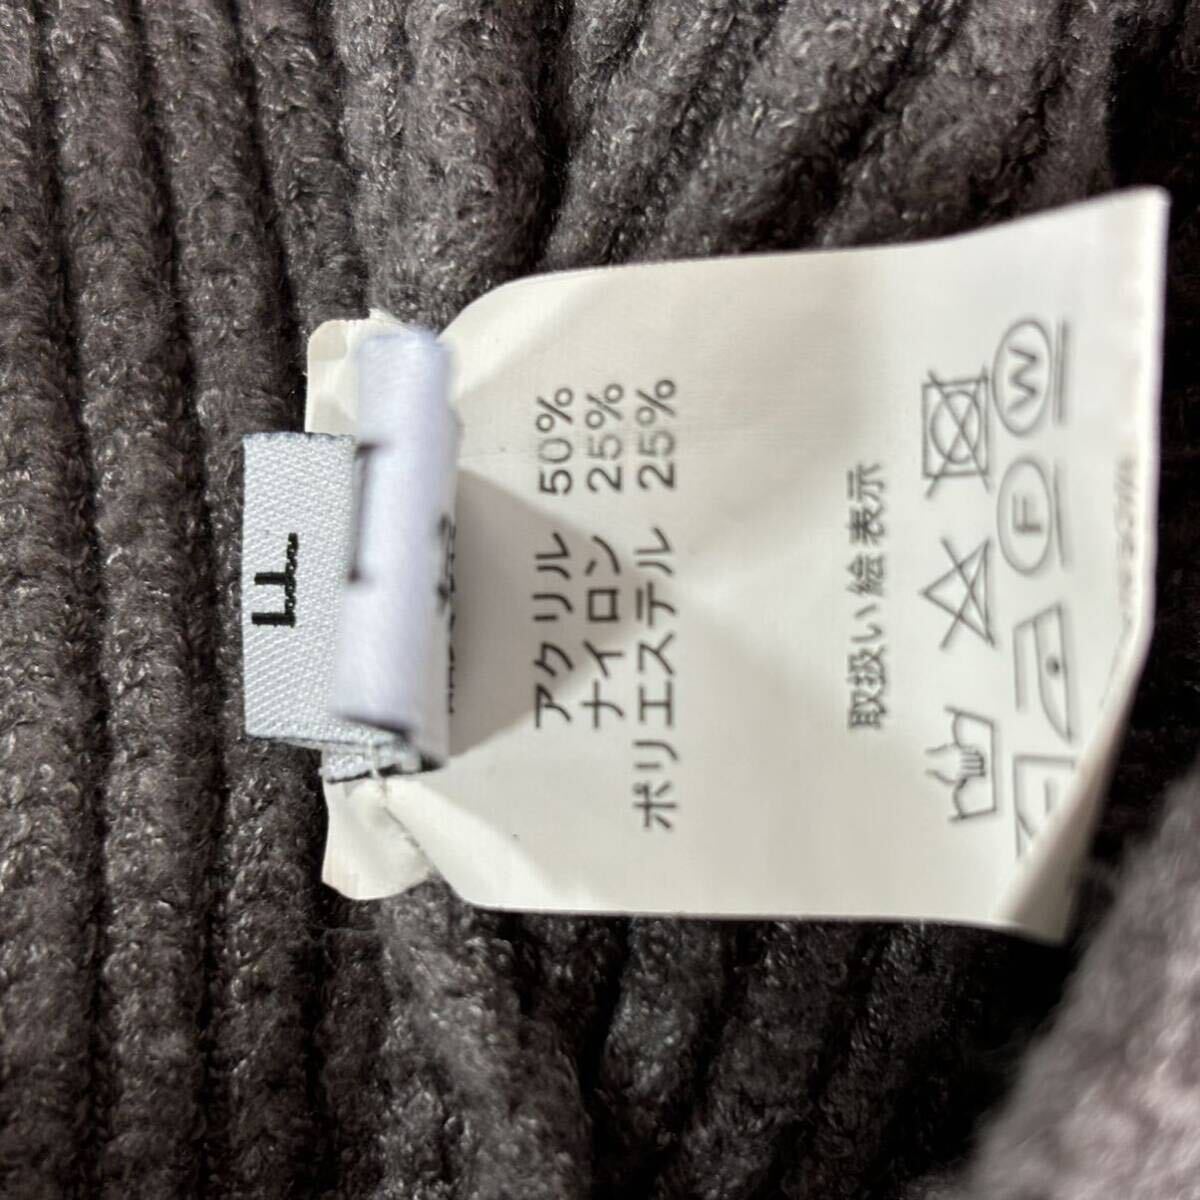 アクリル 50%
ナイロン 25%
ポリエステル 25%
取扱い絵表示
F W